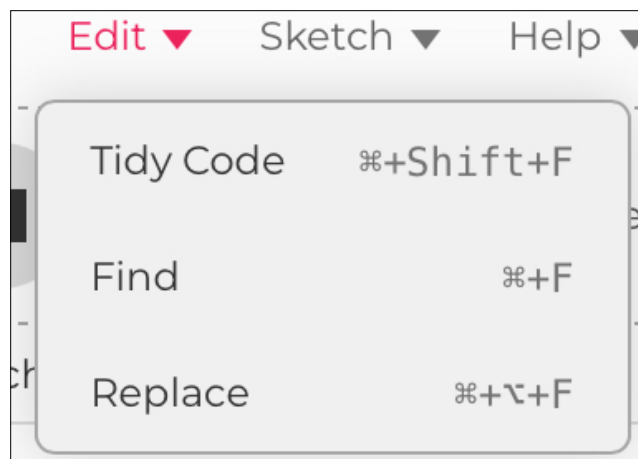 Edit ▼ Sketch ▼ Help ▼
Tidy Code ⌘+Shift+F
Find ⌘+F
Replace ⌘+⌥+F